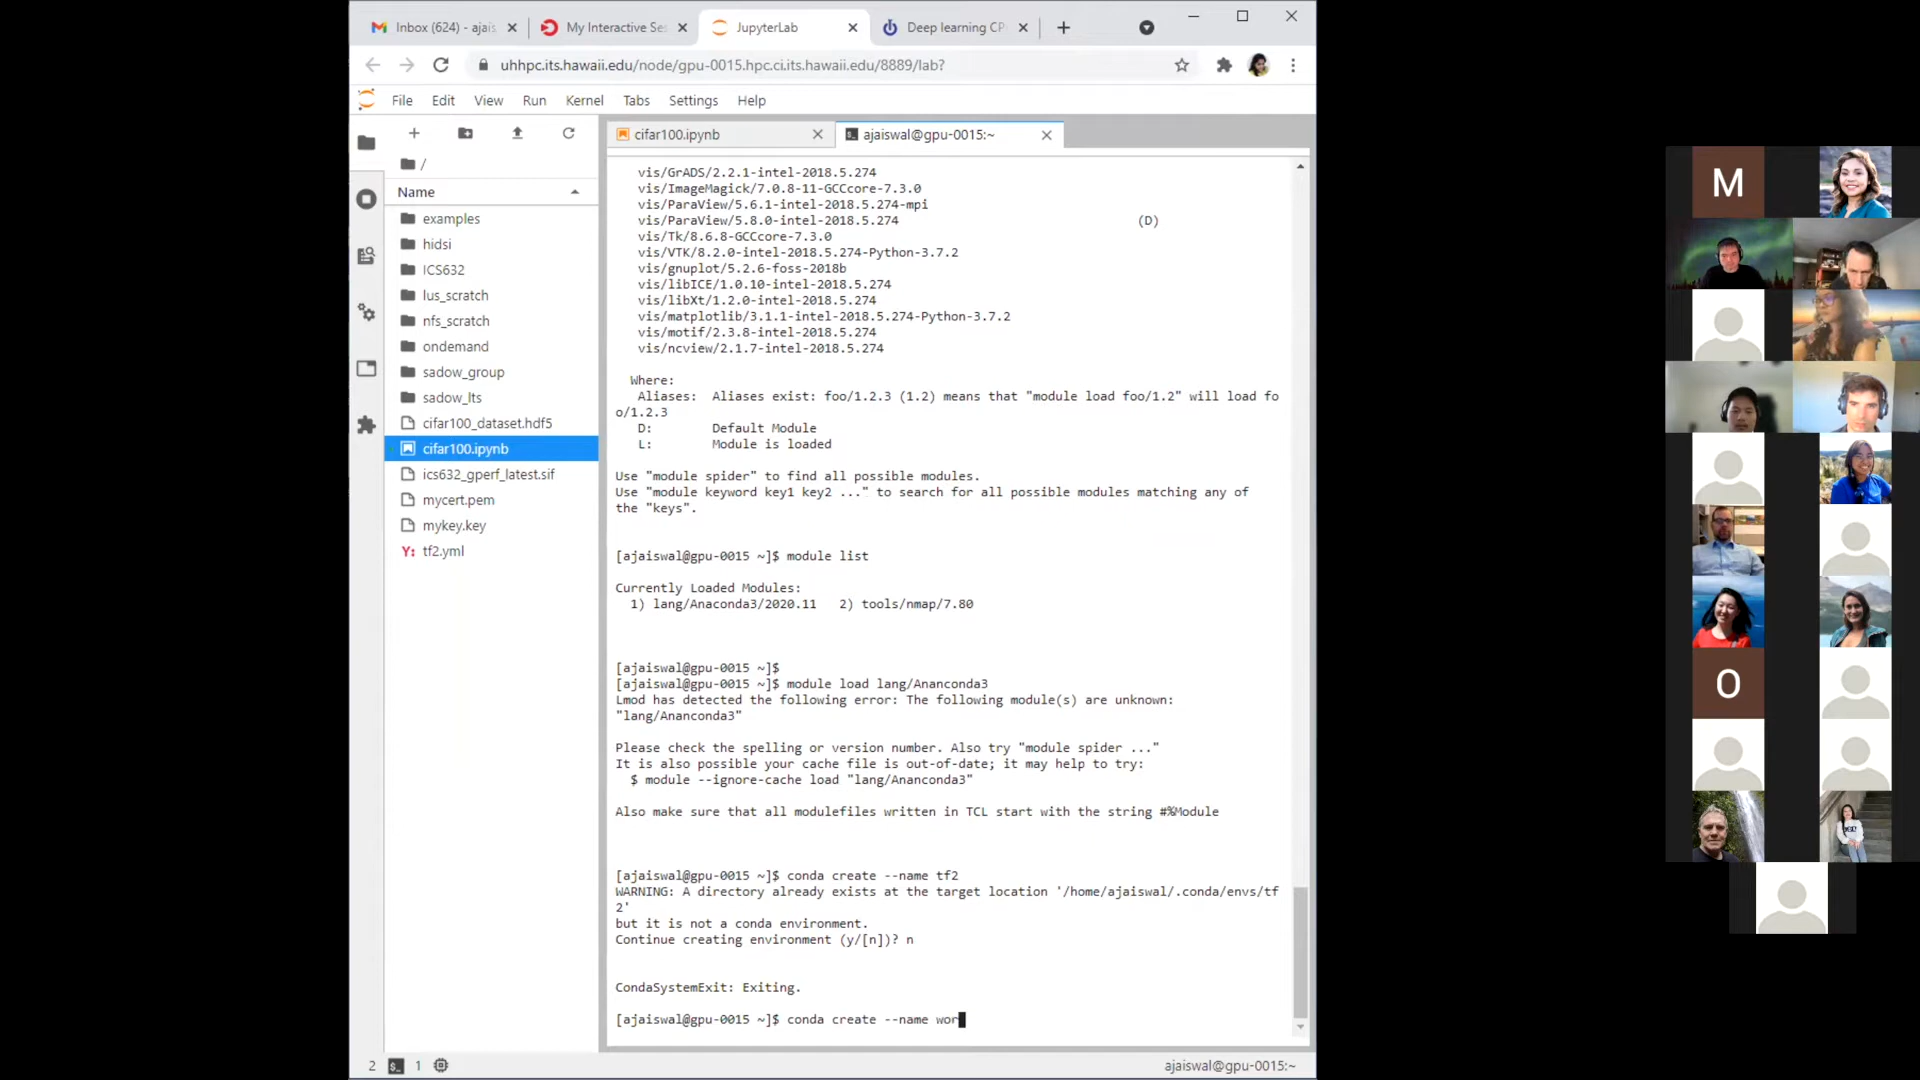 Inbox (624) - ajais
My Interactive Ses
JupyterLab
Deep learning CP
uhhpc.its.hawaii.edu/node/gpu-0015.hpc.ci.its.hawaii.edu/8889/lab?
File Edit View Run Kernel Tabs Settings Help
cifar100.ipynb
ajaiswal@gpu-0015:~
/
Name
examples
hidsi
ICS632
lus_scratch
nfs_scratch
ondemand
sadow_group
sadow_lts
cifar100_dataset.hdf5
cifar100.ipynb
ics632_gperf_latest.sif
mycert.pem
mykey.key
Y: tf2.yml
vis/GrADS/2.2.1-intel-2018.5.274
vis/ImageMagick/7.0.8-11-GCCcore-7.3.0
vis/ParaView/5.6.1-intel-2018.5.274-mpi
vis/ParaView/5.8.0-intel-2018.5.274 (D)
vis/Tk/8.6.8-GCCcore-7.3.0
vis/VTK/8.2.0-intel-2018.5.274-Python-3.7.2
vis/gnuplot/5.2.6-foss-2018b
vis/libICE/1.0.10-intel-2018.5.274
vis/libXt/1.2.0-intel-2018.5.274
vis/matplotlib/3.1.1-intel-2018.5.274-Python-3.7.2
vis/motif/2.3.8-intel-2018.5.274
vis/ncview/2.1.7-intel-2018.5.274
Where:
Aliases: Aliases exist: foo/1.2.3 (1.2) means that "module load foo/1.2" will load fo
o/1.2.3
D: Default Module
L: Module is loaded
Use "module spider" to find all possible modules.
Use "module keyword key1 key2 ..." to search for all possible modules matching any of
the "keys".
[ajaiswal@gpu-0015 ~]$ module list
Currently Loaded Modules:
1) lang/Anaconda3/2020.11 2) tools/nmap/7.80
[ajaiswal@gpu-0015 ~]$
[ajaiswal@gpu-0015 ~]$ module load lang/Ananconda3
Lmod has detected the following error: The following module(s) are unknown:
"lang/Ananconda3"
Please check the spelling or version number. Also try "module spider ..."
It is also possible your cache file is out-of-date; it may help to try:
$ module --ignore-cache load "lang/Ananconda3"
Also make sure that all modulefiles written in TCL start with the string #%Module
[ajaiswal@gpu-0015 ~]$ conda create --name tf2
WARNING: A directory already exists at the target location '/home/ajaiswal/.conda/envs/tf
2'
but it is not a conda environment.
Continue creating environment (y/[n])? n
CondaSystemExit: Exiting.
[ajaiswal@gpu-0015 ~]$ conda create --name wor
2 1
ajaiswal@gpu-0015:~
M
O